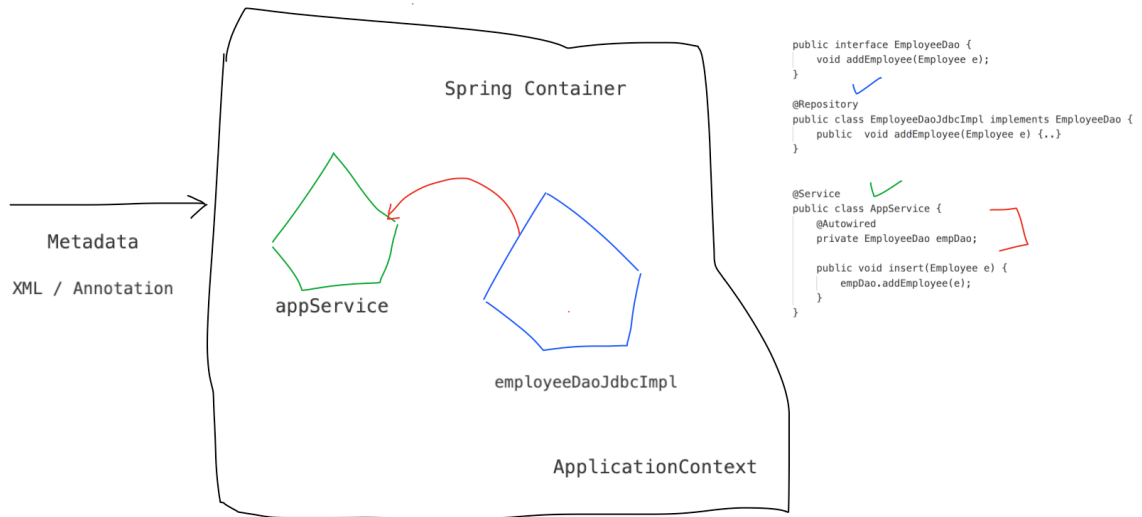 Spring Container
Metadata
XML / Annotation
appService
employeeDaoJdbcImpl
ApplicationContext
public interface EmployeeDao {
void addEmployee(Employee e);
}
@Repository
public class EmployeeDaoJdbcImpl implements EmployeeDao {
public  void addEmployee(Employee e) {..}
}
@Service
public class AppService {
@Autowired
private EmployeeDao empDao;
public void insert(Employee e) {
empDao.addEmployee(e);
}
}